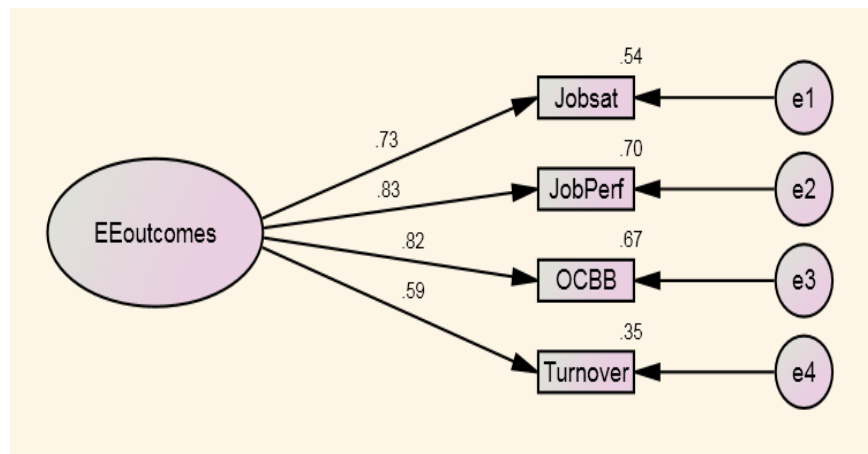 .54
Jobsat
e1
.73
.70
.83
JobPerf
e2
EEoutcomes
.67
.82
OCBB
e3
.59
.35
Turnover
e4